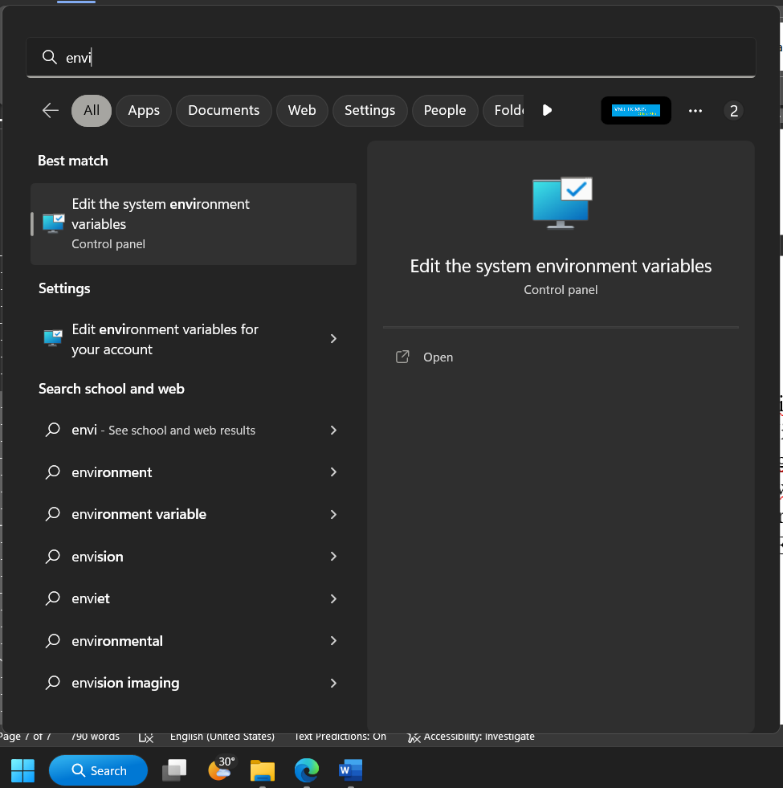 envi
All Apps Documents Web Settings People Folde 2
Best match
Edit the system environment
variables
Control panel
Settings
Edit environment variables for
your account
Search school and web
envi - See school and web results
environment
environment variable
envision
enviet
environmental
envision imaging
Edit the system environment variables
Control panel
Open
Page 7 of 7 790 words English (United States) Text Predictions: On Accessibility: Investigate
Search 30°